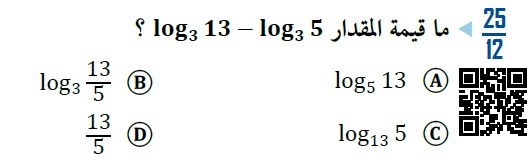 25/12 ما قيمة المقدار log₃ 13 − log₃ 5 ؟
Ⓐ log₅ 13 Ⓑ log₃ 13/5
Ⓒ log₁₃ 5 Ⓓ 13/5